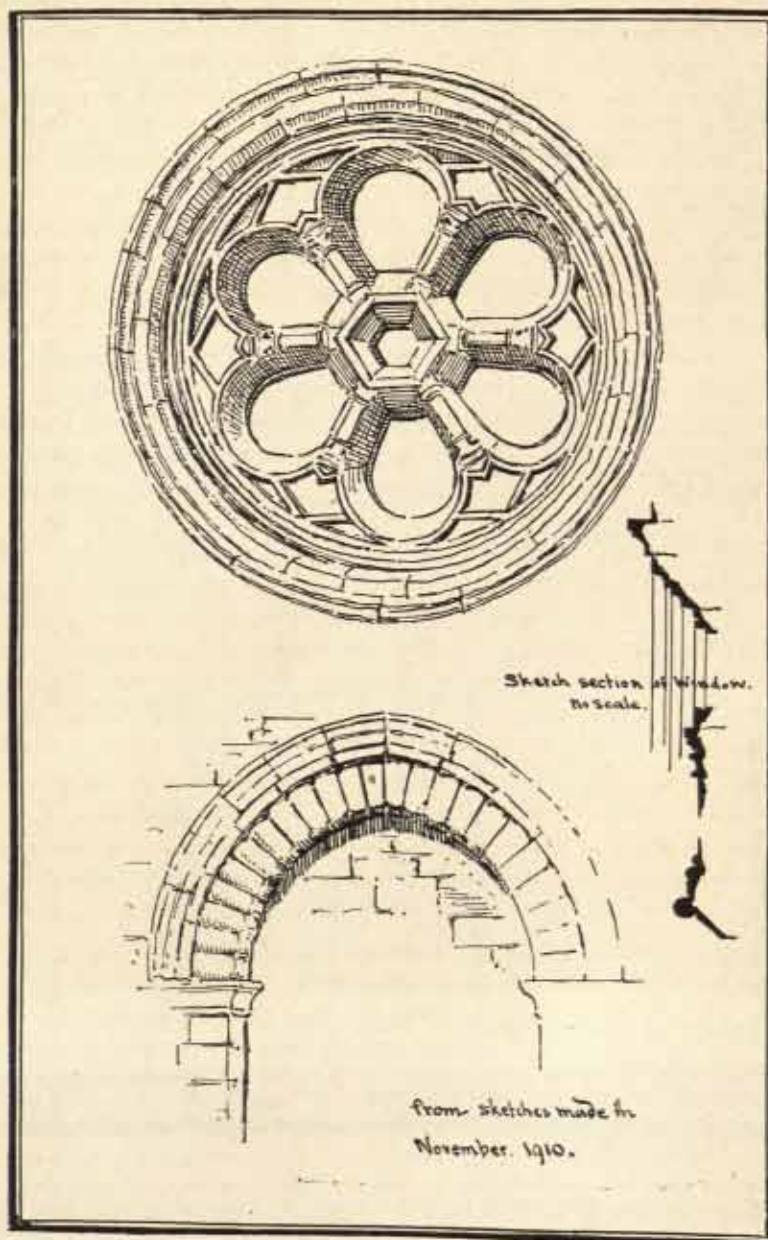 Sketch section of Window.
no scale.
from sketches made in
November. 1910.